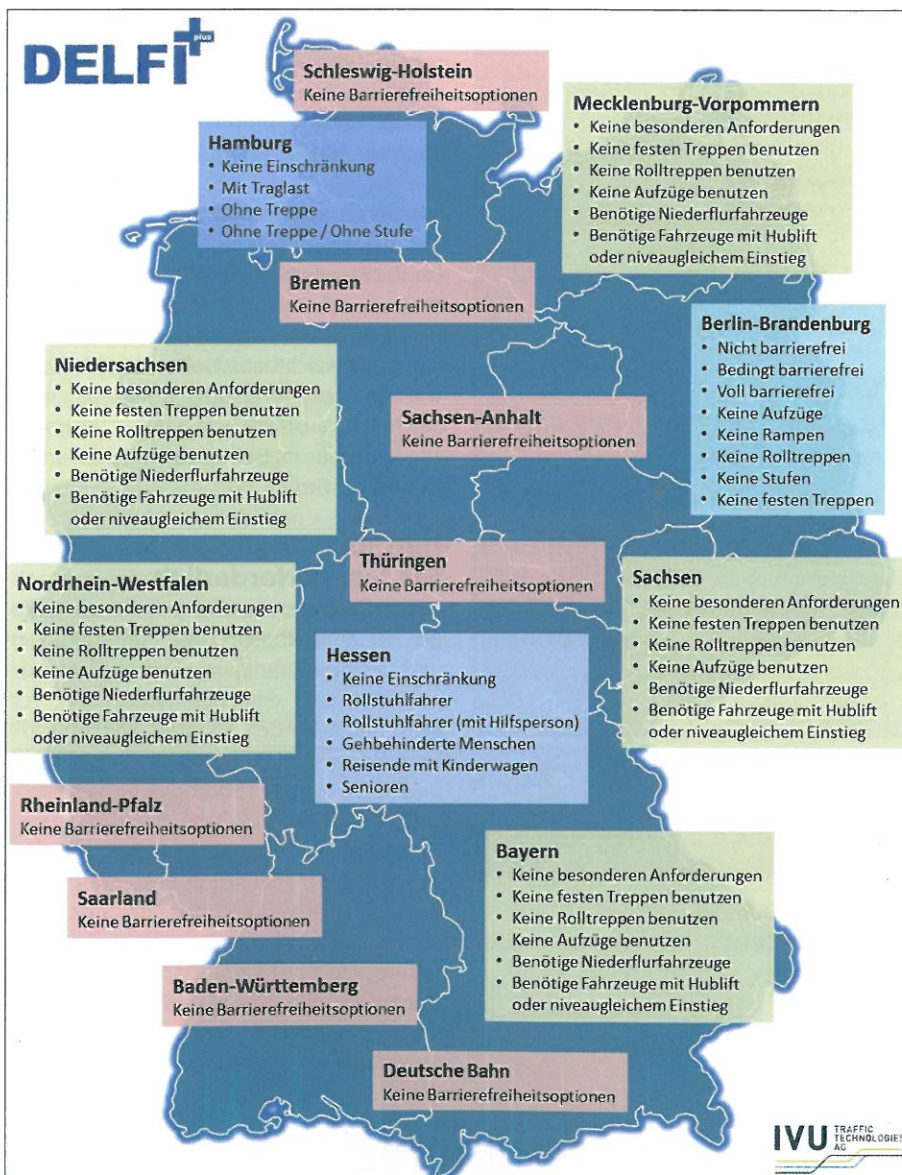 DELFI plus
Schleswig-Holstein
Keine Barrierefreiheitsoptionen
Mecklenburg-Vorpommern
• Keine besonderen Anforderungen
• Keine festen Treppen benutzen
• Keine Rolltreppen benutzen
• Keine Aufzüge benutzen
• Benötige Niederflurfahrzeuge
• Benötige Fahrzeuge mit Hublift
oder niveaugleichem Einstieg
Hamburg
• Keine Einschränkung
• Mit Traglast
• Ohne Treppe
• Ohne Treppe / Ohne Stufe
Bremen
Keine Barrierefreiheitsoptionen
Berlin-Brandenburg
• Nicht barrierefrei
• Bedingt barrierefrei
• Voll barrierefrei
• Keine Aufzüge
• Keine Rampen
• Keine Rolltreppen
• Keine Stufen
• Keine festen Treppen
Niedersachsen
• Keine besonderen Anforderungen
• Keine festen Treppen benutzen
• Keine Rolltreppen benutzen
• Keine Aufzüge benutzen
• Benötige Niederflurfahrzeuge
• Benötige Fahrzeuge mit Hublift
oder niveaugleichem Einstieg
Sachsen-Anhalt
Keine Barrierefreiheitsoptionen
Thüringen
Keine Barrierefreiheitsoptionen
Nordrhein-Westfalen
• Keine besonderen Anforderungen
• Keine festen Treppen benutzen
• Keine Rolltreppen benutzen
• Keine Aufzüge benutzen
• Benötige Niederflurfahrzeuge
• Benötige Fahrzeuge mit Hublift
oder niveaugleichem Einstieg
Sachsen
• Keine besonderen Anforderungen
• Keine festen Treppen benutzen
• Keine Rolltreppen benutzen
• Keine Aufzüge benutzen
• Benötige Niederflurfahrzeuge
• Benötige Fahrzeuge mit Hublift
oder niveaugleichem Einstieg
Hessen
• Keine Einschränkung
• Rollstuhlfahrer
• Rollstuhlfahrer (mit Hilfsperson)
• Gehbehinderte Menschen
• Reisende mit Kinderwagen
• Senioren
Rheinland-Pfalz
Keine Barrierefreiheitsoptionen
Saarland
Keine Barrierefreiheitsoptionen
Bayern
• Keine besonderen Anforderungen
• Keine festen Treppen benutzen
• Keine Rolltreppen benutzen
• Keine Aufzüge benutzen
• Benötige Niederflurfahrzeuge
• Benötige Fahrzeuge mit Hublift
oder niveaugleichem Einstieg
Baden-Württemberg
Keine Barrierefreiheitsoptionen
Deutsche Bahn
Keine Barrierefreiheitsoptionen
IVU TRAFFIC
TECHNOLOGIES
AG